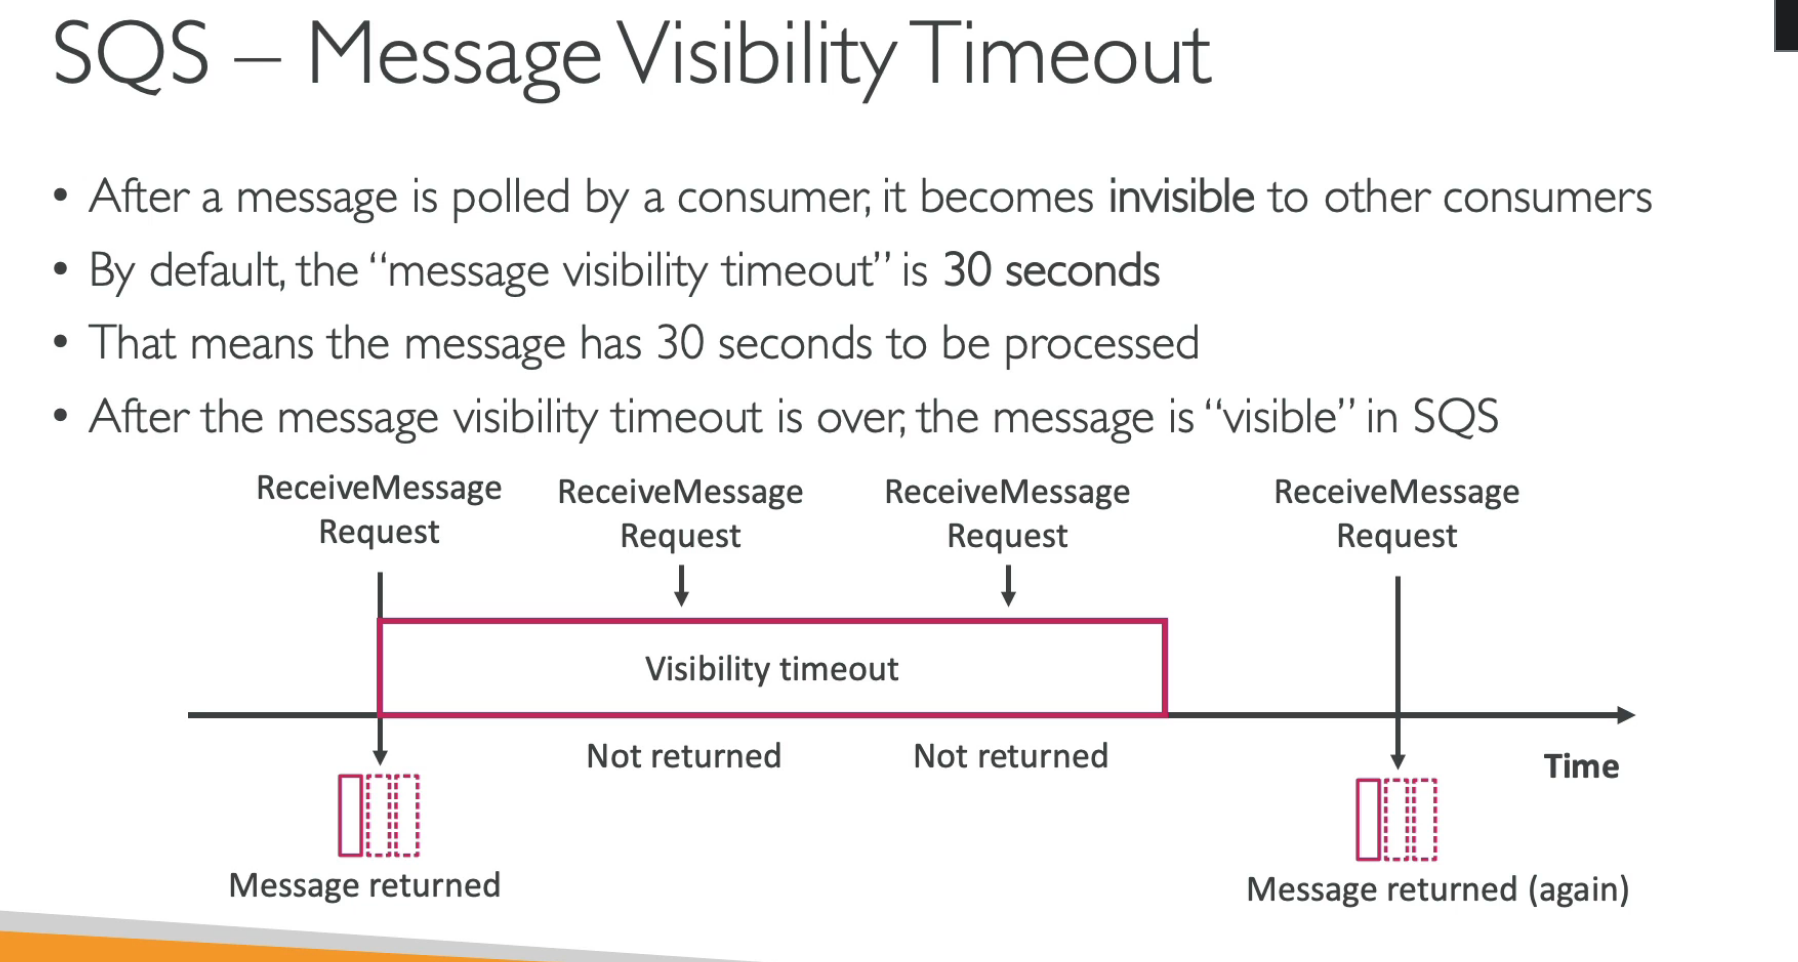 SQS – Message Visibility Timeout
• After a message is polled by a consumer, it becomes invisible to other consumers
• By default, the “message visibility timeout” is 30 seconds
• That means the message has 30 seconds to be processed
• After the message visibility timeout is over, the message is “visible” in SQS
ReceiveMessage
Request
ReceiveMessage
Request
ReceiveMessage
Request
ReceiveMessage
Request
Visibility timeout
Not returned
Not returned
Time
Message returned
Message returned (again)